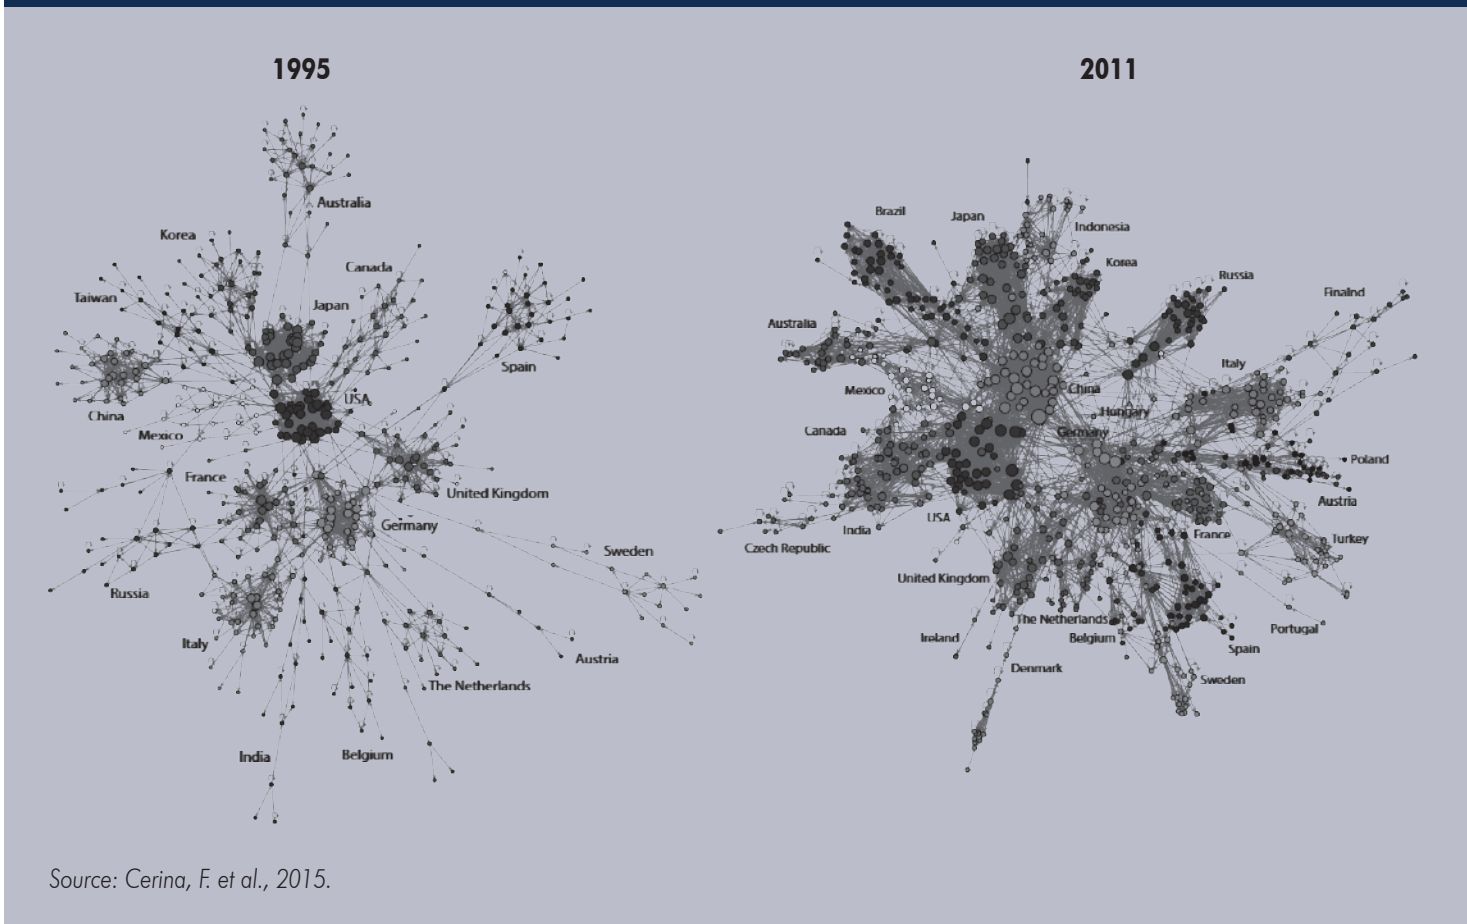 1995
2011
Australia
Korea
Canada
Taiwan
Japan
Spain
USA
China
Mexico
France
United Kingdom
Germany
Sweden
Russia
Italy
Austria
The Netherlands
India
Belgium
Brazil
Japan
Indonesia
Korea
Russia
Finalnd
Australia
Italy
Mexico
China
Hungary
Canada
Germany
Poland
Austria
India
USA
France
Turkey
Czech Republic
United Kingdom
The Netherlands
Portugal
Ireland
Belgium
Spain
Denmark
Sweden
Source: Cerina, F. et al., 2015.